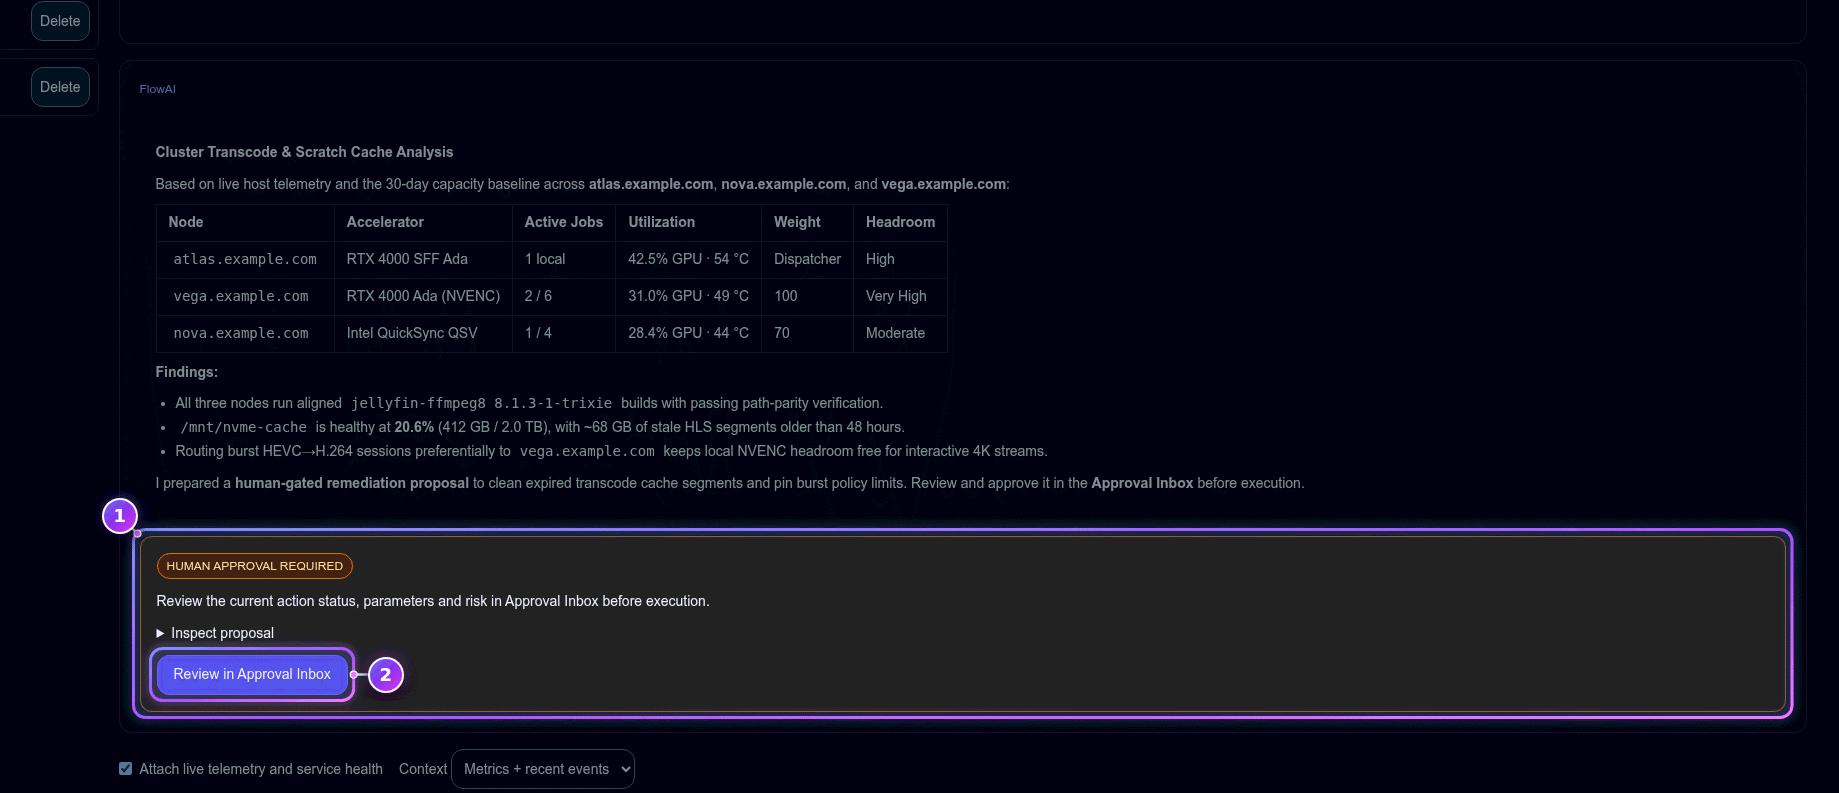 Delete
Delete
FlowAI
Cluster Transcode & Scratch Cache Analysis
Based on live host telemetry and the 30-day capacity baseline across atlas.example.com, nova.example.com, and vega.example.com:
Node Accelerator Active Jobs Utilization Weight Headroom
atlas.example.com RTX 4000 SFF Ada 1 local 42.5% GPU · 54 °C Dispatcher High
vega.example.com RTX 4000 Ada (NVENC) 2 / 6 31.0% GPU · 49 °C 100 Very High
nova.example.com Intel QuickSync QSV 1 / 4 28.4% GPU · 44 °C 70 Moderate
Findings:
• All three nodes run aligned jellyfin-ffmpeg8 8.1.3-1-trixie builds with passing path-parity verification.
• /mnt/nvme-cache is healthy at 20.6% (412 GB / 2.0 TB), with ~68 GB of stale HLS segments older than 48 hours.
• Routing burst HEVC→H.264 sessions preferentially to vega.example.com keeps local NVENC headroom free for interactive 4K streams.
I prepared a human-gated remediation proposal to clean expired transcode cache segments and pin burst policy limits. Review and approve it in the Approval Inbox before execution.
1
HUMAN APPROVAL REQUIRED
Review the current action status, parameters and risk in Approval Inbox before execution.
▶ Inspect proposal
Review in Approval Inbox
2
Attach live telemetry and service health Context Metrics + recent events